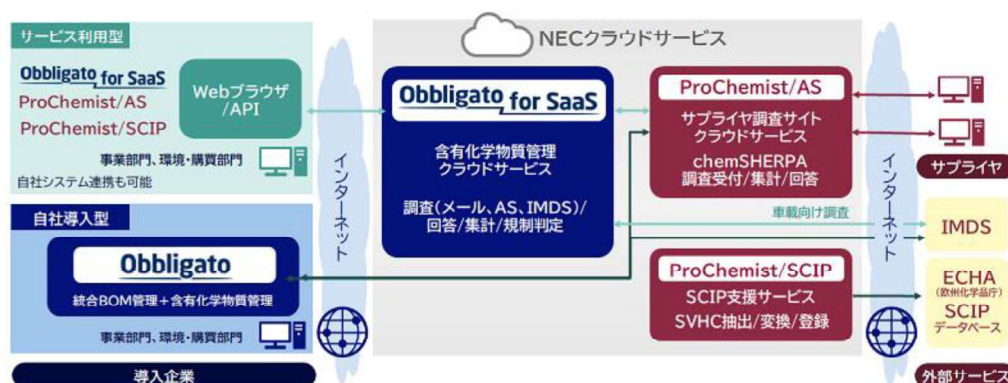 サービス利用型
Obbligato for SaaS
ProChemist/AS
ProChemist/SCIP
Webブラウザ
/API
事業部門、環境・購買部門
自社システム連携も可能
自社導入型
Obbligato
統合BOM管理+含有化学物質管理
事業部門、環境・購買部門
導入企業
インターネット
NECクラウドサービス
Obbligato for SaaS
含有化学物質管理
クラウドサービス
調査(メール、AS、IMDS)/
回答/集計/規制判定
ProChemist/AS
サプライヤ調査サイト
クラウドサービス
chemSHERPA
調査受付/集計/回答
車載向け調査
ProChemist/SCIP
SCIP支援サービス
SVHC抽出/変換/登録
インターネット
サプライヤ
IMDS
ECHA
(欧州化学品庁)
SCIP
データベース
外部サービス